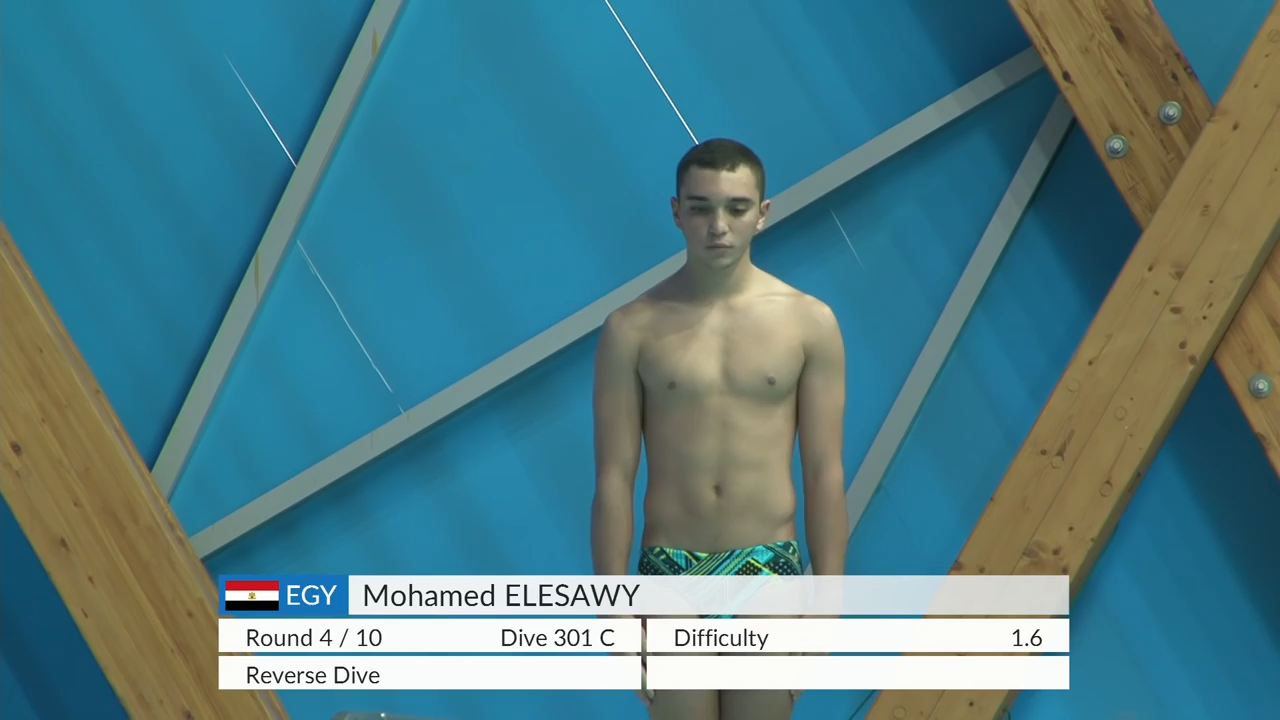 EGY Mohamed ELESAWY
Round 4 / 10 Dive 301 C Difficulty 1.6
Reverse Dive